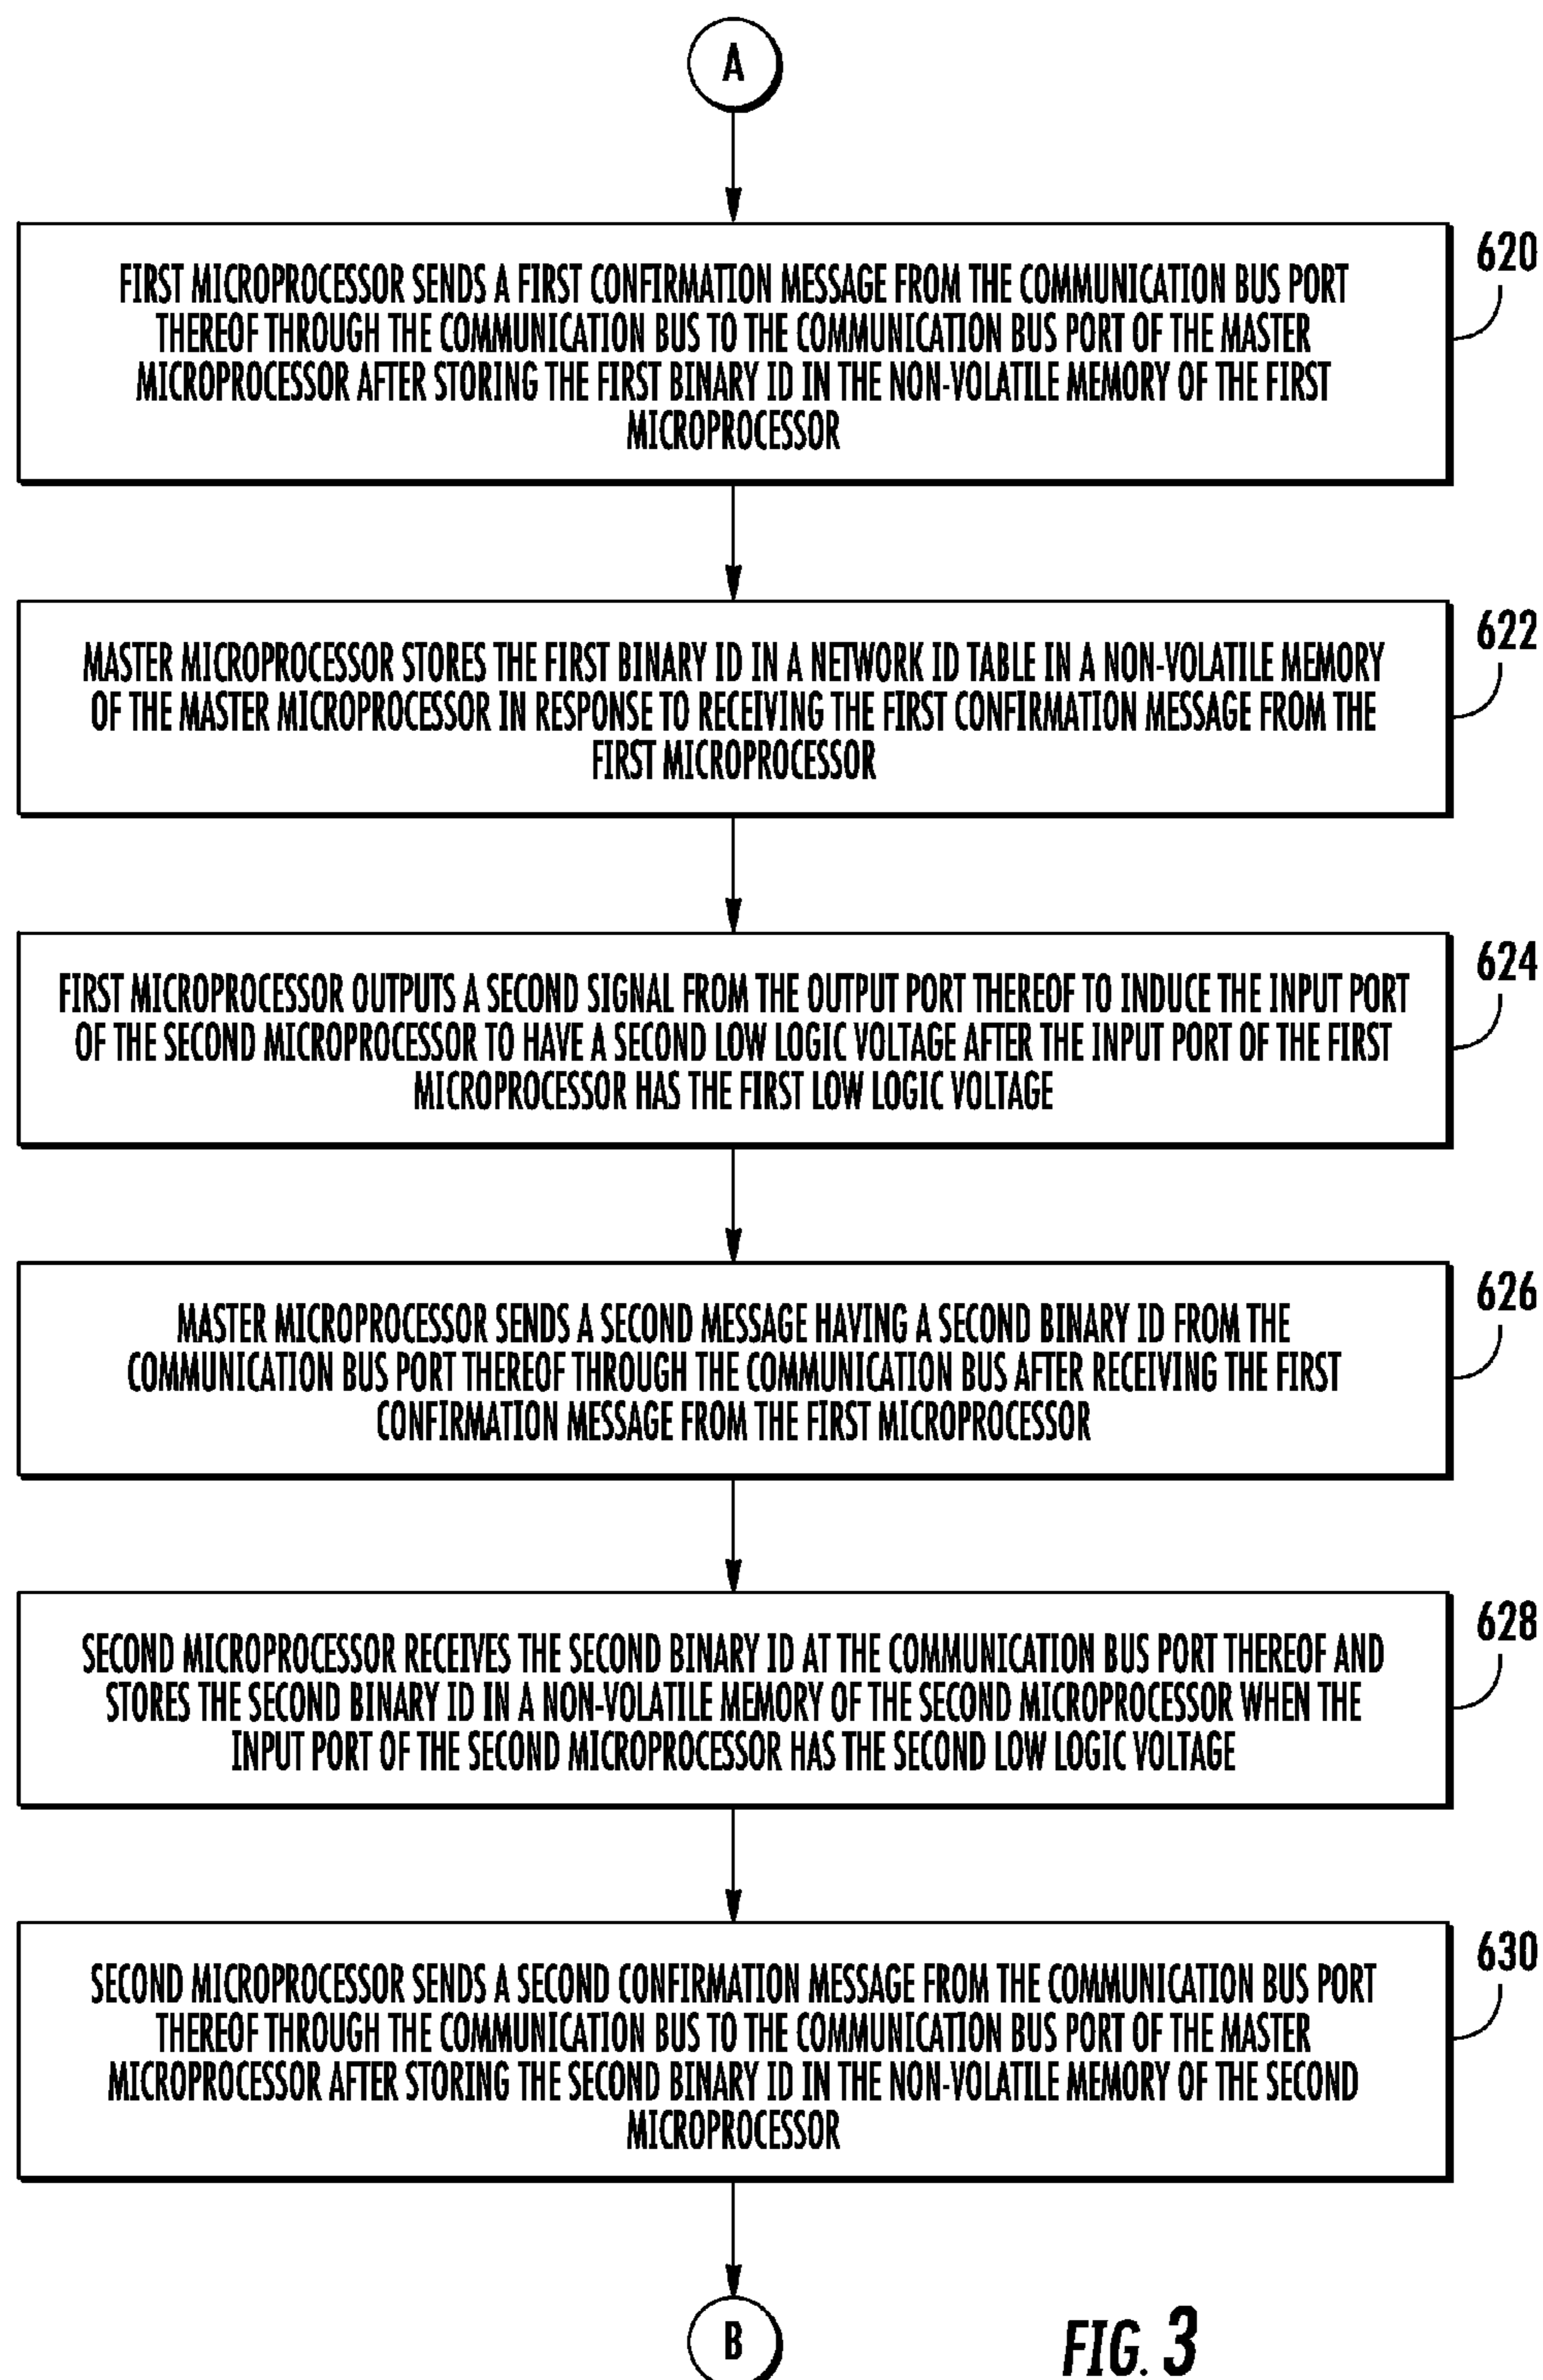 A
620
FIRST MICROPROCESSOR SENDS A FIRST CONFIRMATION MESSAGE FROM THE COMMUNICATION BUS PORT
THEREOF THROUGH THE COMMUNICATION BUS TO THE COMMUNICATION BUS PORT OF THE MASTER
MICROPROCESSOR AFTER STORING THE FIRST BINARY ID IN THE NON-VOLATILE MEMORY OF THE FIRST
MICROPROCESSOR
622
MASTER MICROPROCESSOR STORES THE FIRST BINARY ID IN A NETWORK ID TABLE IN A NON-VOLATILE MEMORY
OF THE MASTER MICROPROCESSOR IN RESPONSE TO RECEIVING THE FIRST CONFIRMATION MESSAGE FROM THE
FIRST MICROPROCESSOR
624
FIRST MICROPROCESSOR OUTPUTS A SECOND SIGNAL FROM THE OUTPUT PORT THEREOF TO INDUCE THE INPUT PORT
OF THE SECOND MICROPROCESSOR TO HAVE A SECOND LOW LOGIC VOLTAGE AFTER THE INPUT PORT OF THE FIRST
MICROPROCESSOR HAS THE FIRST LOW LOGIC VOLTAGE
626
MASTER MICROPROCESSOR SENDS A SECOND MESSAGE HAVING A SECOND BINARY ID FROM THE
COMMUNICATION BUS PORT THEREOF THROUGH THE COMMUNICATION BUS AFTER RECEIVING THE FIRST
CONFIRMATION MESSAGE FROM THE FIRST MICROPROCESSOR
628
SECOND MICROPROCESSOR RECEIVES THE SECOND BINARY ID AT THE COMMUNICATION BUS PORT THEREOF AND
STORES THE SECOND BINARY ID IN A NON-VOLATILE MEMORY OF THE SECOND MICROPROCESSOR WHEN THE
INPUT PORT OF THE SECOND MICROPROCESSOR HAS THE SECOND LOW LOGIC VOLTAGE
630
SECOND MICROPROCESSOR SENDS A SECOND CONFIRMATION MESSAGE FROM THE COMMUNICATION BUS PORT
THEREOF THROUGH THE COMMUNICATION BUS TO THE COMMUNICATION BUS PORT OF THE MASTER
MICROPROCESSOR AFTER STORING THE SECOND BINARY ID IN THE NON-VOLATILE MEMORY OF THE SECOND
MICROPROCESSOR
B
FIG. 3